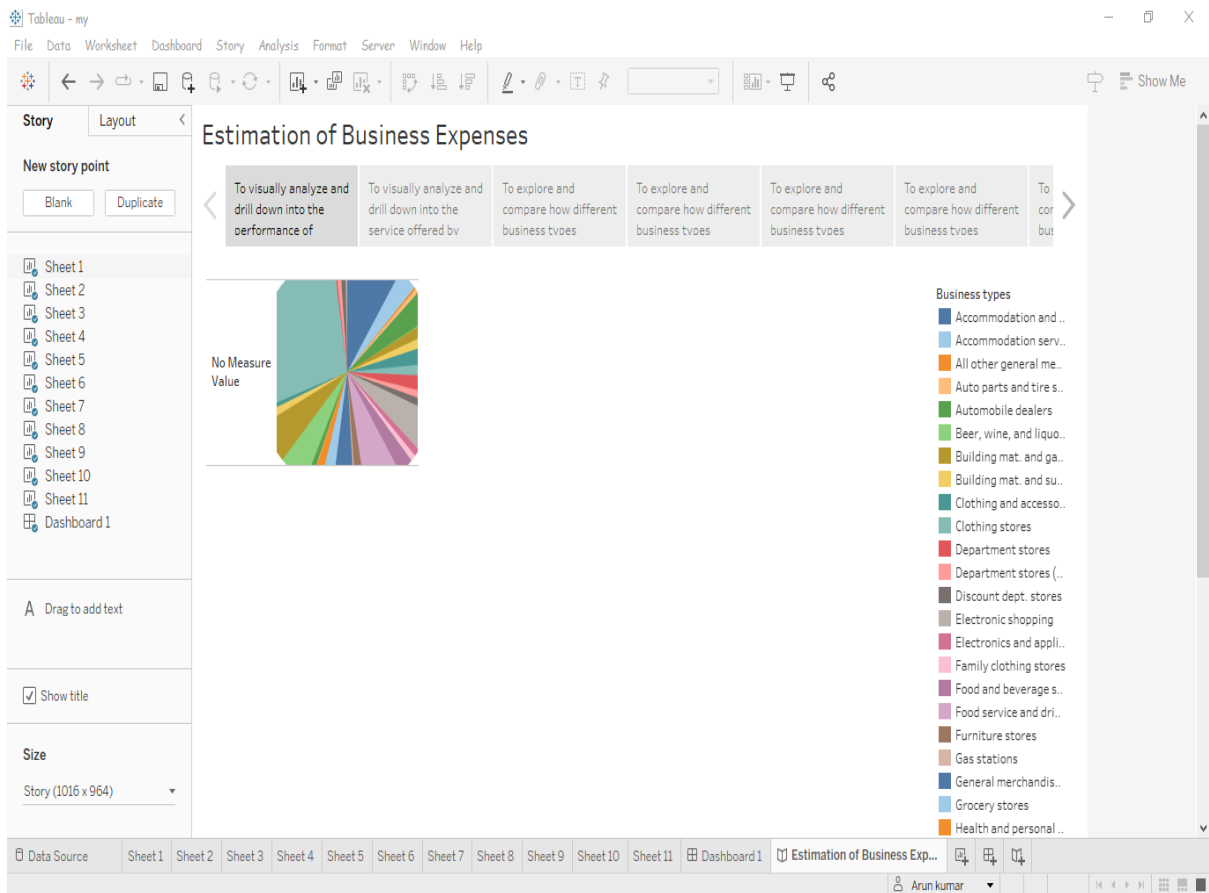 Tableau - my
File Data Worksheet Dashboard Story Analysis Format Server Window Help
Show Me
Story Layout
New story point
Blank Duplicate
Sheet 1
Sheet 2
Sheet 3
Sheet 4
Sheet 5
Sheet 6
Sheet 7
Sheet 8
Sheet 9
Sheet 10
Sheet 11
Dashboard 1
A Drag to add text
Show title
Size
Story (1016 x 964)
Estimation of Business Expenses
To visually analyze and
drill down into the
performance of
To visually analyze and
drill down into the
service offered by
To explore and
compare how different
business types
To explore and
compare how different
business types
To explore and
compare how different
business types
To explore and
compare how different
business types
To
cor
bus
No Measure
Value
Business types
Accommodation and ..
Accommodation serv..
All other general me..
Auto parts and tire s..
Automobile dealers
Beer, wine, and liquo..
Building mat. and ga..
Building mat. and su..
Clothing and accesso..
Clothing stores
Department stores
Department stores (..
Discount dept. stores
Electronic shopping
Electronics and appli..
Family clothing stores
Food and beverage s..
Food service and dri..
Furniture stores
Gas stations
General merchandis..
Grocery stores
Health and personal ..
Data Source Sheet 1 Sheet 2 Sheet 3 Sheet 4 Sheet 5 Sheet 6 Sheet 7 Sheet 8 Sheet 9 Sheet 10 Sheet 11 Dashboard 1 Estimation of Business Exp...
Arun kumar